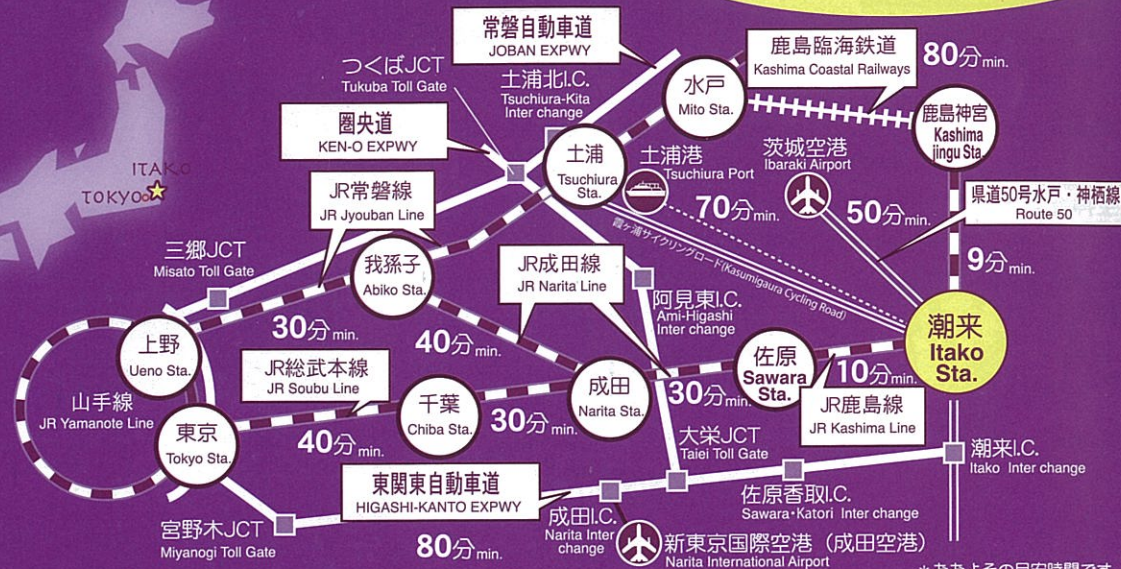 常磐自動車道
JOBAN EXPWY
鹿島臨海鉄道
Kashima Coastal Railways
80分min.
つくばJCT
Tukuba Toll Gate
土浦北I.C.
Tsuchiura-Kita
Inter change
水戸
Mito Sta.
鹿島神宮
Kashima
jingu Sta.
圏央道
KEN-O EXPWY
土浦
Tsuchiura
Sta.
土浦港
Tsuchiura Port
茨城空港
Ibaraki Airport
ITAKO
TOKYO
JR常磐線
JR Jyouban Line
70分min.
50分min.
県道50号水戸・神栖線
Route 50
霞ヶ浦サイクリングロード(Kasumigaura Cycling Road)
三郷JCT
Misato Toll Gate
我孫子
Abiko Sta.
JR成田線
JR Narita Line
9分min.
阿見東I.C.
Ami-Higashi
Inter change
30分min.
40分min.
上野
Ueno Sta.
潮来
Itako
Sta.
JR総武本線
JR Soubu Line
佐原
Sawara
Sta.
10分min.
山手線
JR Yamanote Line
千葉
Chiba Sta.
成田
Narita Sta.
30分min.
30分min.
JR鹿島線
JR Kashima Line
東京
Tokyo Sta.
40分min.
大栄JCT
Taiei Toll Gate
潮来I.C.
Itako Inter change
東関東自動車道
HIGASHI-KANTO EXPWY
佐原香取I.C.
Sawara・Katori Inter change
宮野木JCT
Miyanogi Toll Gate
成田I.C.
Narita Inter
change
80分min.
新東京国際空港（成田空港）
Narita International Airport
＊おおよその目安時間です